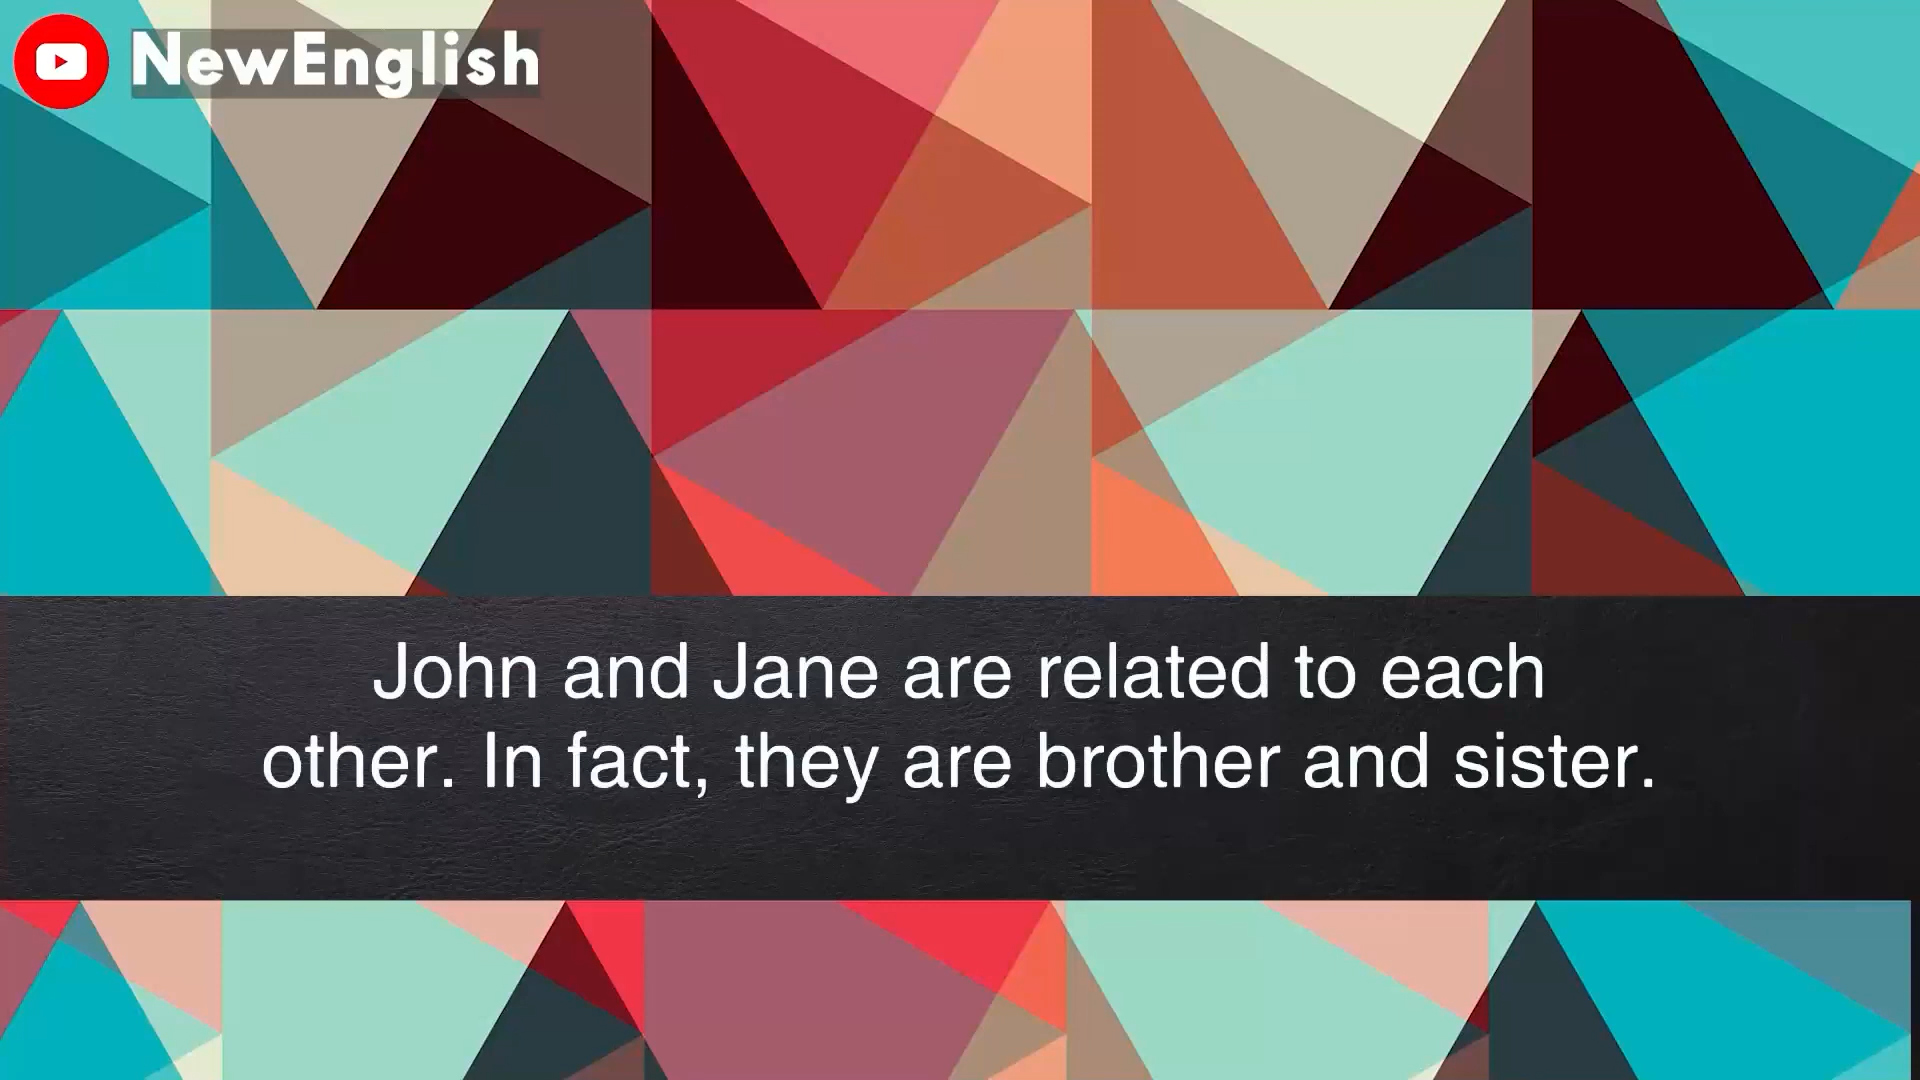 NewEnglish
John and Jane are related to each
other. In fact, they are brother and sister.